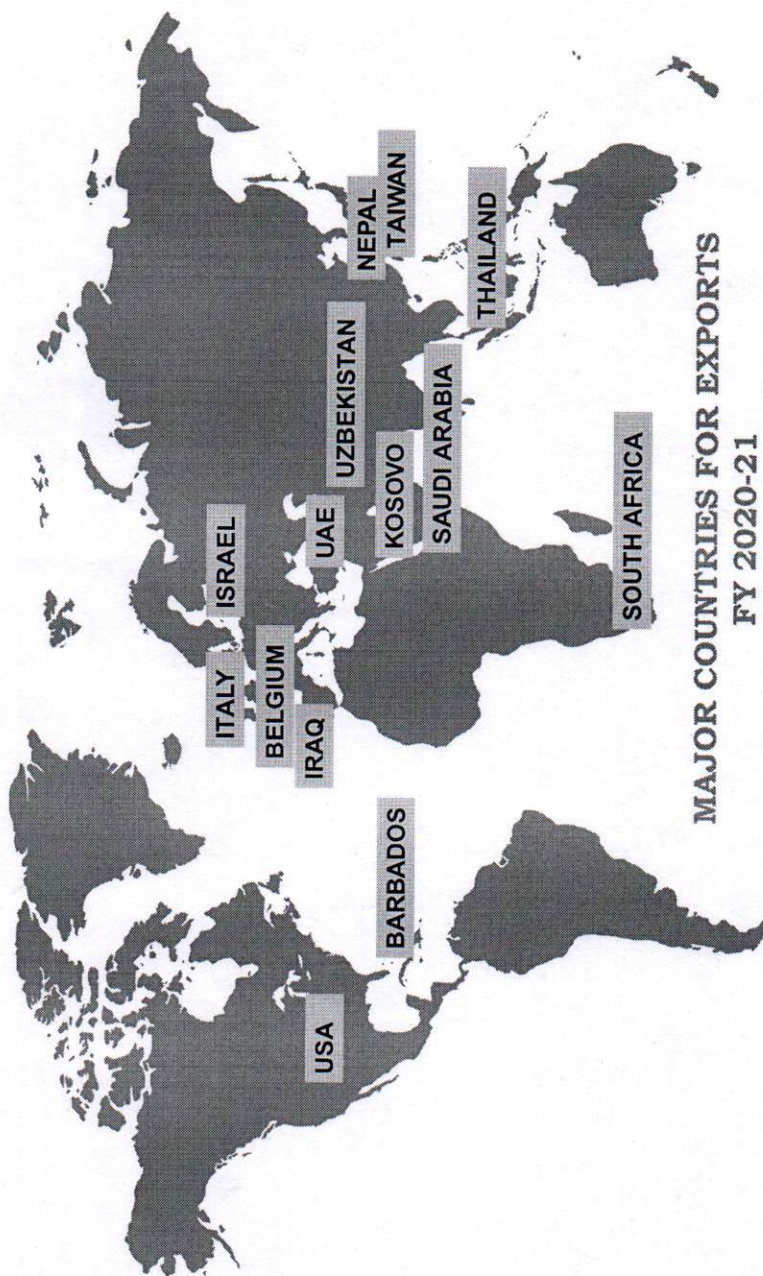 ISRAEL
ITALY
BELGIUM
UAE
IRAQ
UZBEKISTAN
NEPAL
TAIWAN
USA
BARBADOS
KOSOVO
SAUDI ARABIA
THAILAND
SOUTH AFRICA
MAJOR COUNTRIES FOR EXPORTS
FY 2020-21